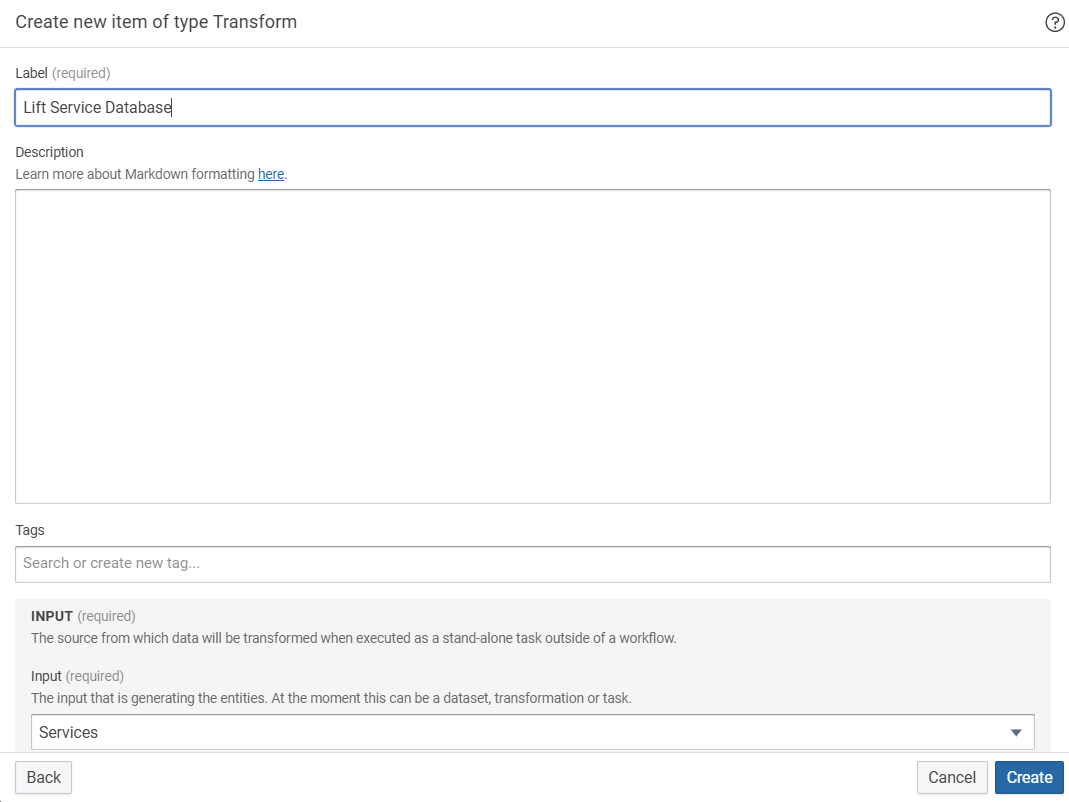 Create new item of type Transform
Label (required)
Lift Service Database
Description
Learn more about Markdown formatting here.
Tags
Search or create new tag...
INPUT (required)
The source from which data will be transformed when executed as a stand-alone task outside of a workflow.
Input (required)
The input that is generating the entities. At the moment this can be a dataset, transformation or task.
Services
Back
Cancel
Create